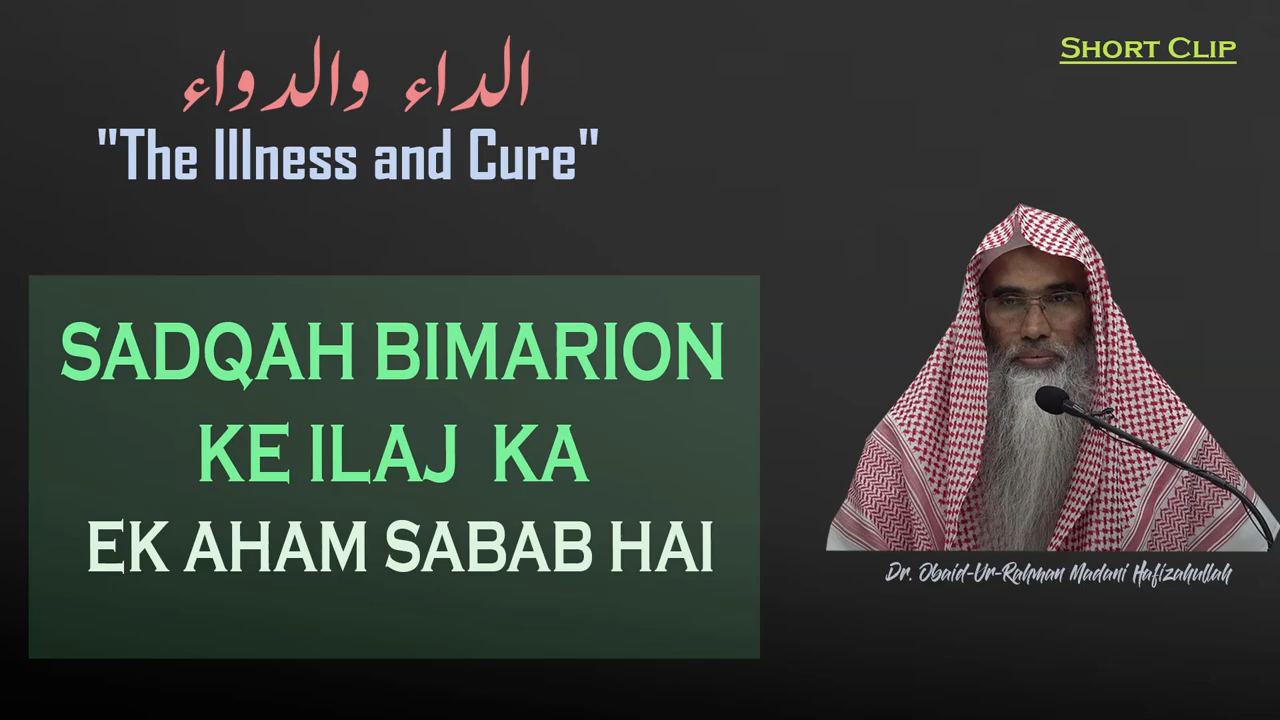 الداء والدواء
"The Illness and Cure"
SHORT CLIP
SADQAH BIMARION
KE ILAJ KA
EK AHAM SABAB HAI
Dr. Obaid-Ur-Rahman Madani Hafizahullah